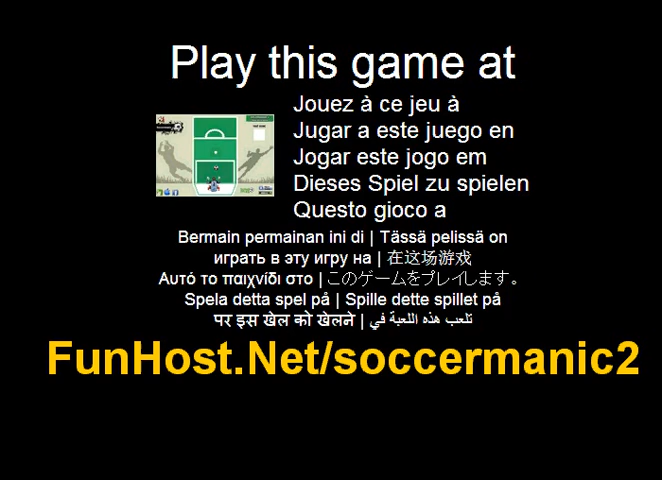 Play this game at
Jouez à ce jeu à
Jugar a este juego en
Jogar este jogo em
Dieses Spiel zu spielen
Questo gioco a
Bermain permainan ini di | Tässä pelissä on
играть в эту игру на | 在这场游戏
Αυτό το παιχνίδι στο | このゲームをプレイします。
Spela detta spel på | Spille dette spillet på
पर इस खेल को खेलने | تلعب هذه اللعبة في
FunHost.Net/soccermanic2